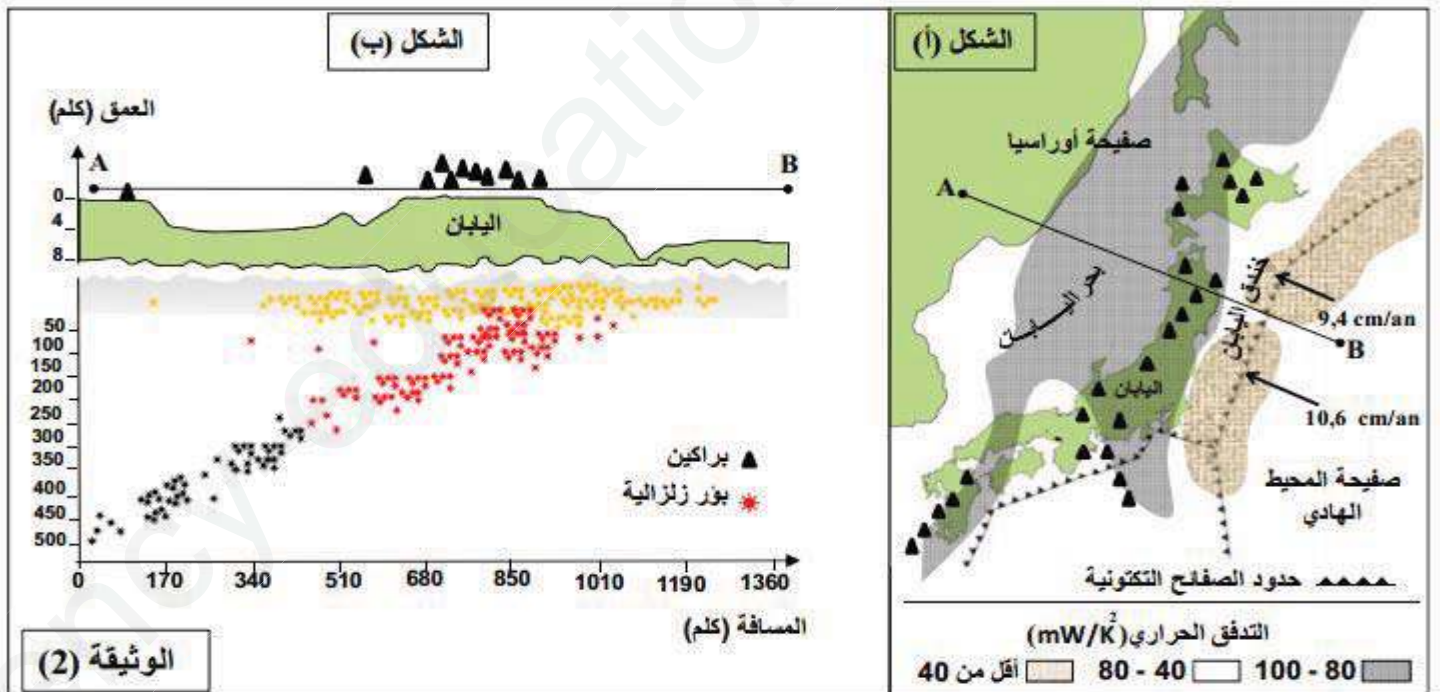 الشكل (أ)
صفيحة أوراسيا
A
بحر اليابان
خندق اليابان
9,4 cm/an
B
اليابان
10,6 cm/an
صفيحة المحيط
الهادي
حدود الصفائح التكتونية
التدفق الحراري(mW/K²)
80 - 100
40 - 80
أقل من 40
الشكل (ب)
العمق (كلم)
A
B
0
4
8
اليابان
50
100
150
200
250
300
350
400
450
500
براكين
بؤر زلزالية
0 170 340 510 680 850 1010 1190 1360
المسافة (كلم)
الوثيقة (2)